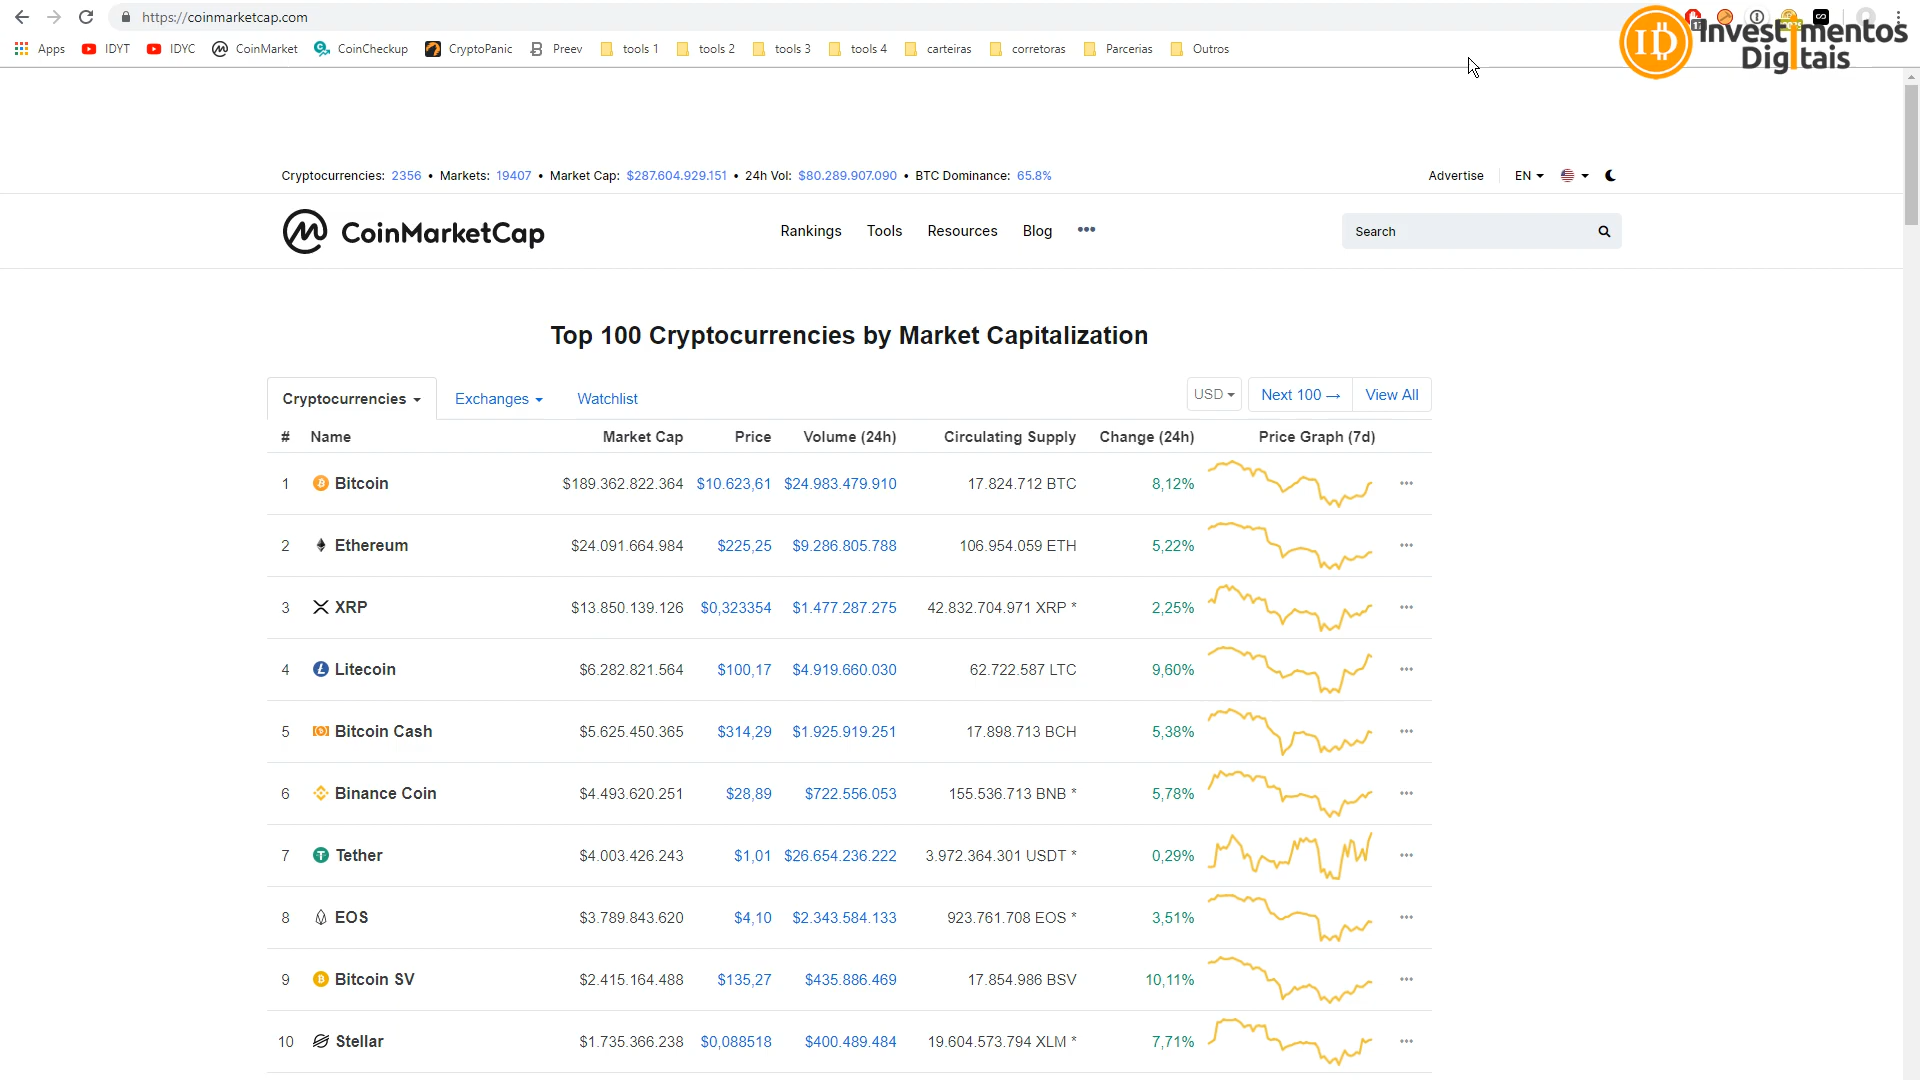 https://coinmarketcap.com
Apps IDYT IDYC CoinMarket CoinCheckup CryptoPanic Preev tools 1 tools 2 tools 3 tools 4 carteiras corretoras Parcerias Outros
Investimentos
Digitais
Cryptocurrencies: 2356 • Markets: 19407 • Market Cap: $287.604.929.151 • 24h Vol: $80.289.907.090 • BTC Dominance: 65.8%
Advertise EN
CoinMarketCap
Rankings Tools Resources Blog •••
Search
Top 100 Cryptocurrencies by Market Capitalization
Cryptocurrencies Exchanges Watchlist USD Next 100 → View All
# Name Market Cap Price Volume (24h) Circulating Supply Change (24h) Price Graph (7d)
1 Bitcoin $189.362.822.364 $10.623,61 $24.983.479.910 17.824.712 BTC 8,12%
2 Ethereum $24.091.664.984 $225,25 $9.286.805.788 106.954.059 ETH 5,22%
3 XRP $13.850.139.126 $0,323354 $1.477.287.275 42.832.704.971 XRP * 2,25%
4 Litecoin $6.282.821.564 $100,17 $4.919.660.030 62.722.587 LTC 9,60%
5 Bitcoin Cash $5.625.450.365 $314,29 $1.925.919.251 17.898.713 BCH 5,38%
6 Binance Coin $4.493.620.251 $28,89 $722.556.053 155.536.713 BNB * 5,78%
7 Tether $4.003.426.243 $1,01 $26.654.236.222 3.972.364.301 USDT * 0,29%
8 EOS $3.789.843.620 $4,10 $2.343.584.133 923.761.708 EOS * 3,51%
9 Bitcoin SV $2.415.164.488 $135,27 $435.886.469 17.854.986 BSV 10,11%
10 Stellar $1.735.366.238 $0,088518 $400.489.484 19.604.573.794 XLM * 7,71%